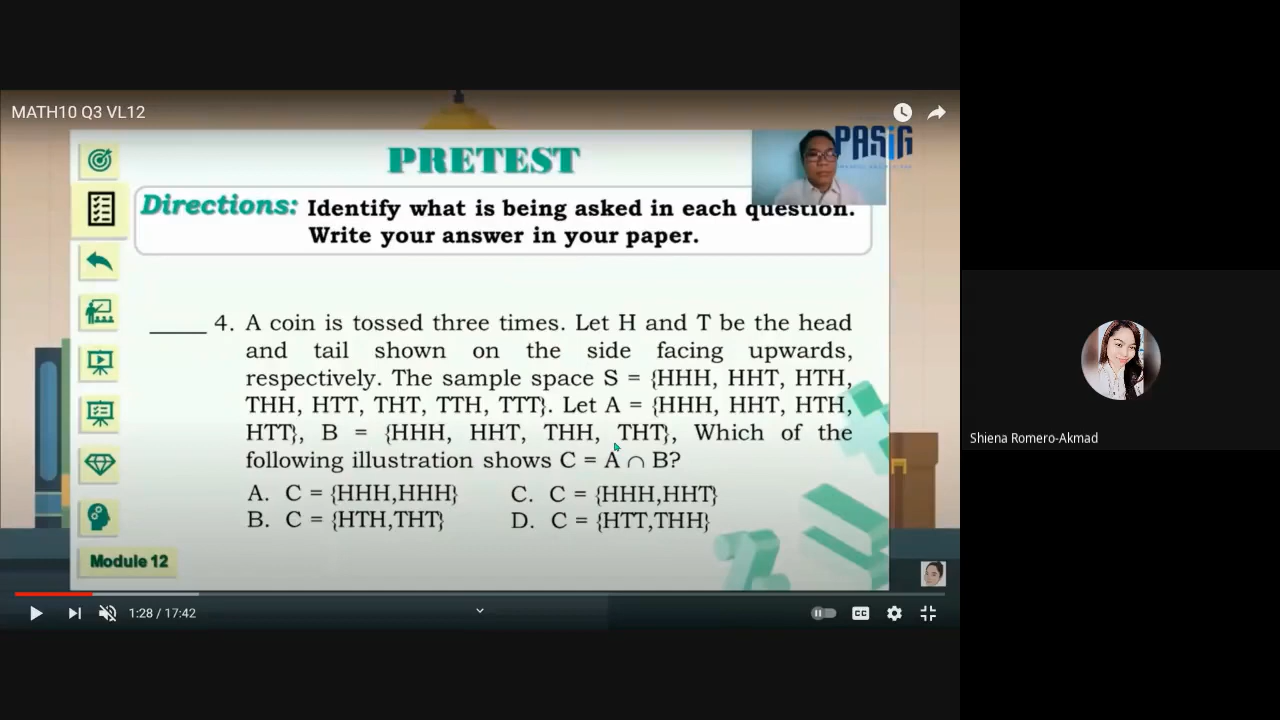 MATH10 Q3 VL12
PASiG
PRETEST
Directions: Identify what is being asked in each question.
Write your answer in your paper.
_____ 4. A coin is tossed three times. Let H and T be the head
and tail shown on the side facing upwards,
respectively. The sample space S = {HHH, HHT, HTH,
THH, HTT, THT, TTH, TTT}. Let A = {HHH, HHT, HTH,
HTT}, B = {HHH, HHT, THH, THT}, Which of the
following illustration shows C = A ∩ B?
A. C = {HHH,HHH} C. C = {HHH,HHT}
B. C = {HTH,THT} D. C = {HTT,THH}
Module 12
1:28 / 17:42
CC
Shiena Romero-Akmad